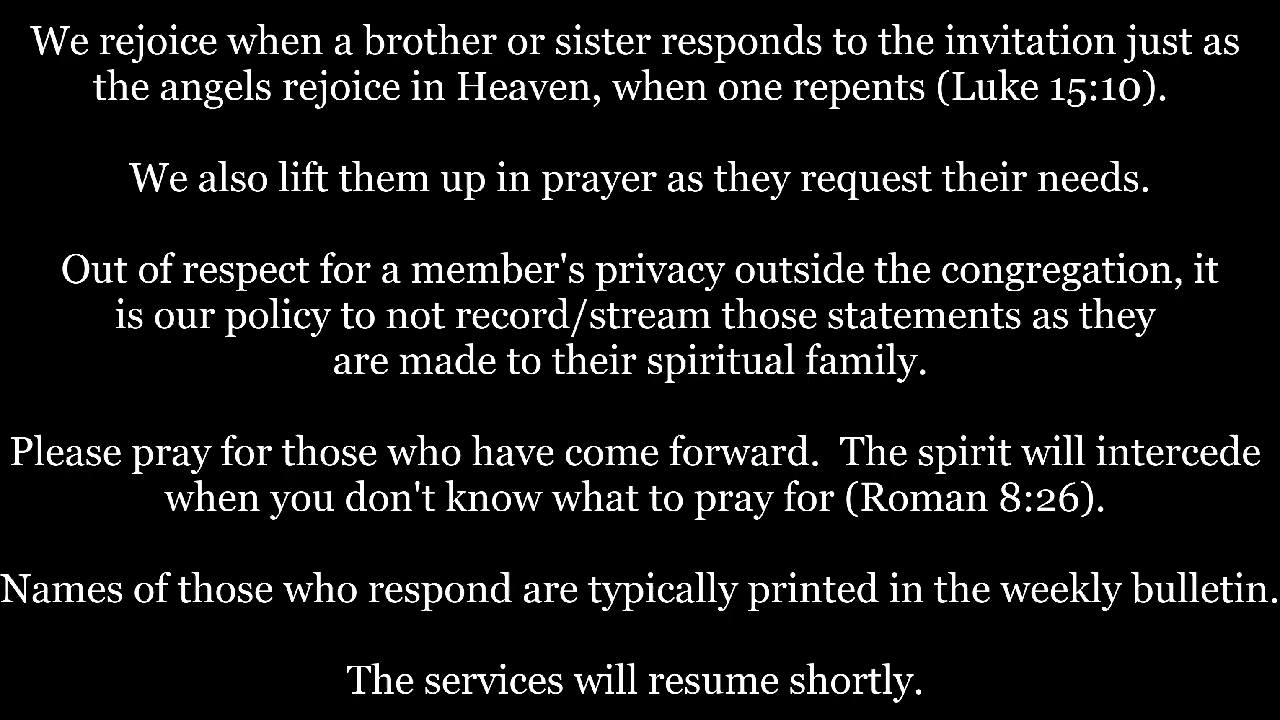 We rejoice when a brother or sister responds to the invitation just as
the angels rejoice in Heaven, when one repents (Luke 15:10).
We also lift them up in prayer as they request their needs.
Out of respect for a member's privacy outside the congregation, it
is our policy to not record/stream those statements as they
are made to their spiritual family.
Please pray for those who have come forward.  The spirit will intercede
when you don't know what to pray for (Roman 8:26).
Names of those who respond are typically printed in the weekly bulletin.
The services will resume shortly.